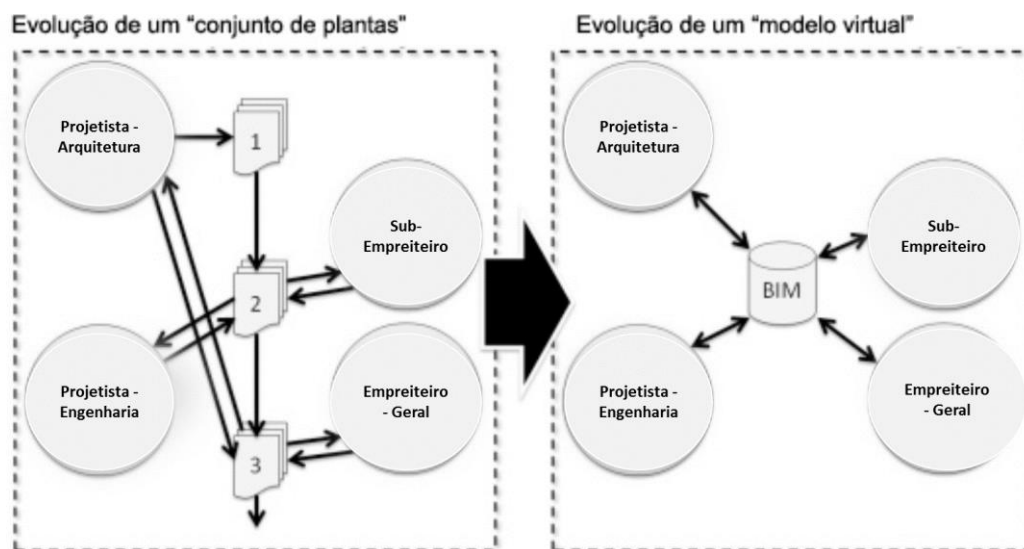 Evolução de um “conjunto de plantas”
Projetista -
Arquitetura
1
Sub-
Empreiteiro
2
Projetista -
Engenharia
Empreiteiro
- Geral
3
Evolução de um “modelo virtual”
Projetista -
Arquitetura
Sub-
Empreiteiro
BIM
Projetista -
Engenharia
Empreiteiro
- Geral